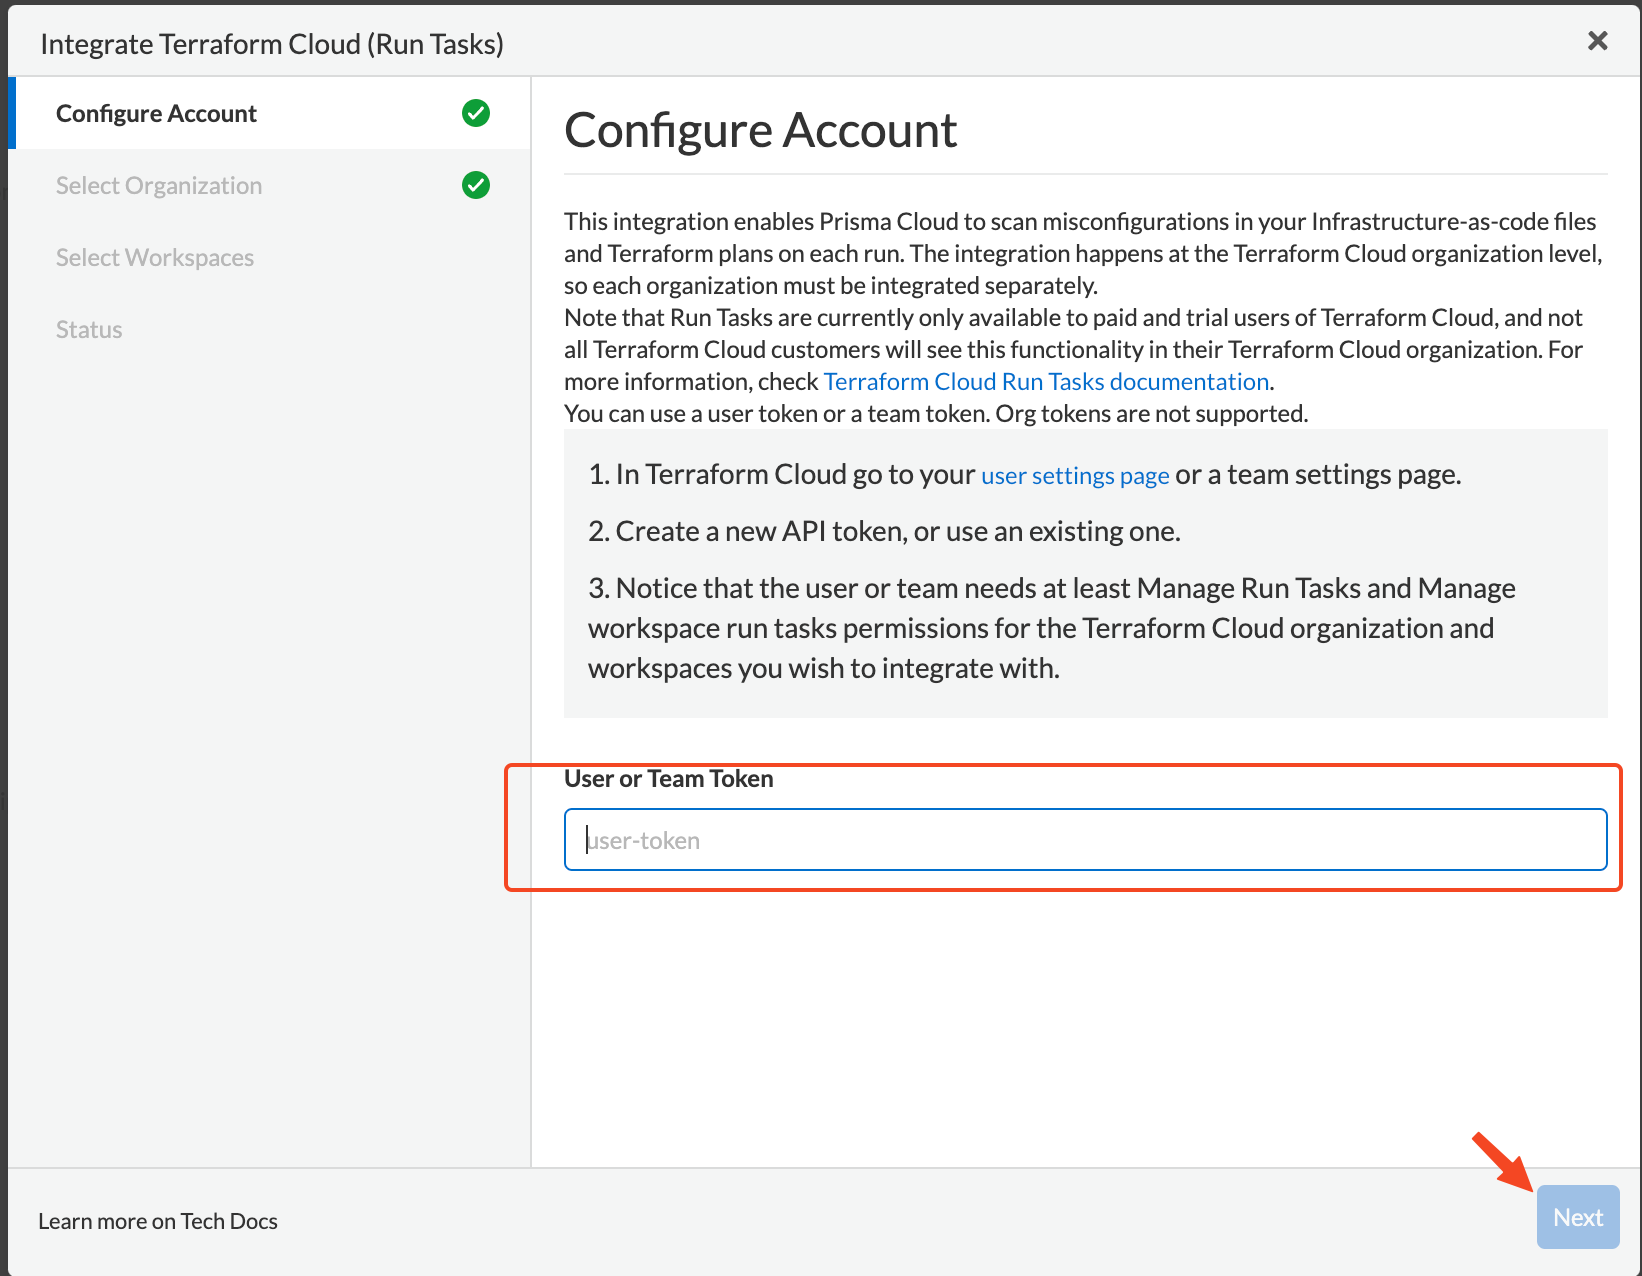 Integrate Terraform Cloud (Run Tasks)
Configure Account
Select Organization
Select Workspaces
Status
Configure Account
This integration enables Prisma Cloud to scan misconfigurations in your Infrastructure-as-code files
and Terraform plans on each run. The integration happens at the Terraform Cloud organization level,
so each organization must be integrated separately.
Note that Run Tasks are currently only available to paid and trial users of Terraform Cloud, and not
all Terraform Cloud customers will see this functionality in their Terraform Cloud organization. For
more information, check Terraform Cloud Run Tasks documentation.
You can use a user token or a team token. Org tokens are not supported.
1. In Terraform Cloud go to your user settings page or a team settings page.
2. Create a new API token, or use an existing one.
3. Notice that the user or team needs at least Manage Run Tasks and Manage
workspace run tasks permissions for the Terraform Cloud organization and
workspaces you wish to integrate with.
User or Team Token
user-token
Learn more on Tech Docs
Next